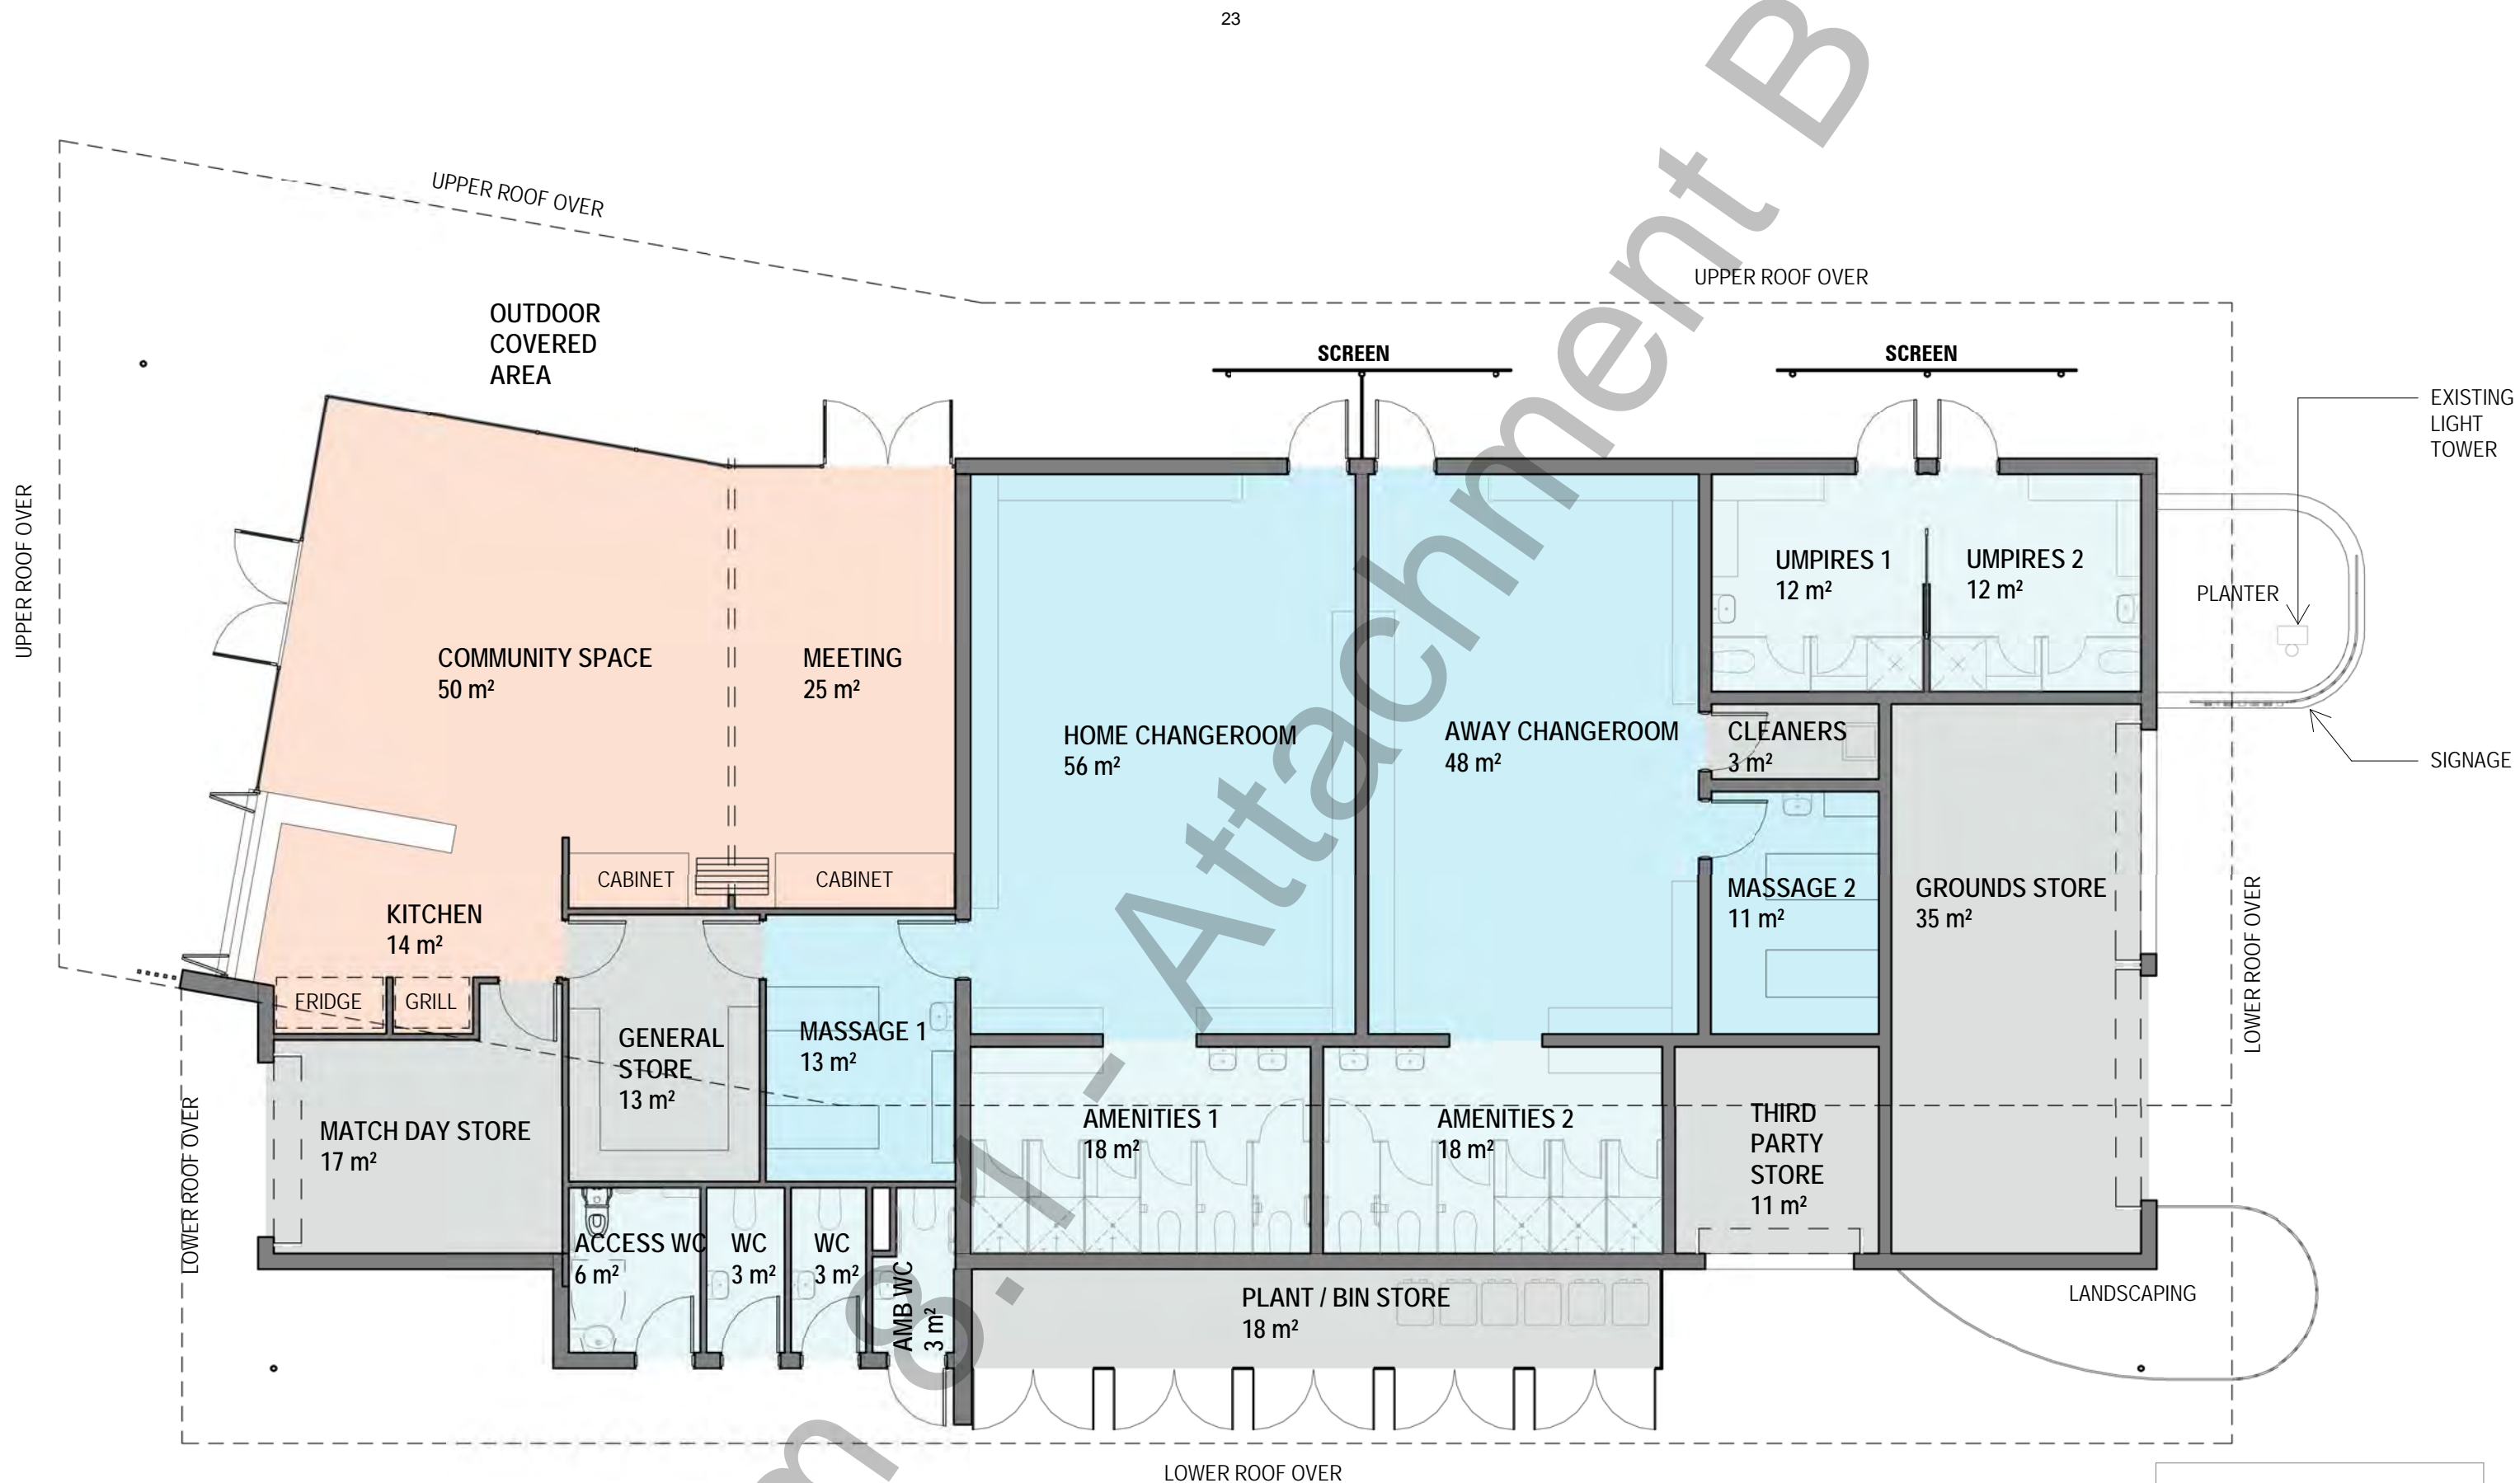 23
UPPER ROOF OVER
UPPER ROOF OVER
UPPER ROOF OVER
OUTDOOR
COVERED
AREA
SCREEN
SCREEN
EXISTING
LIGHT
TOWER
UMPIRES 1
12 m²
UMPIRES 2
12 m²
PLANTER
COMMUNITY SPACE
50 m²
MEETING
25 m²
HOME CHANGEROOM
56 m²
AWAY CHANGEROOM
48 m²
CLEANERS
3 m²
SIGNAGE
CABINET
CABINET
KITCHEN
14 m²
MASSAGE 2
11 m²
GROUNDS STORE
35 m²
LOWER ROOF OVER
FRIDGE
GRILL
GENERAL
STORE
13 m²
MASSAGE 1
13 m²
MATCH DAY STORE
17 m²
LOWER ROOF OVER
AMENITIES 1
18 m²
AMENITIES 2
18 m²
THIRD
PARTY
STORE
11 m²
ACCESS WC
6 m²
WC
3 m²
WC
3 m²
AMB WC
3 m²
PLANT / BIN STORE
18 m²
LANDSCAPING
LOWER ROOF OVER
m 8.1 - Attachment B